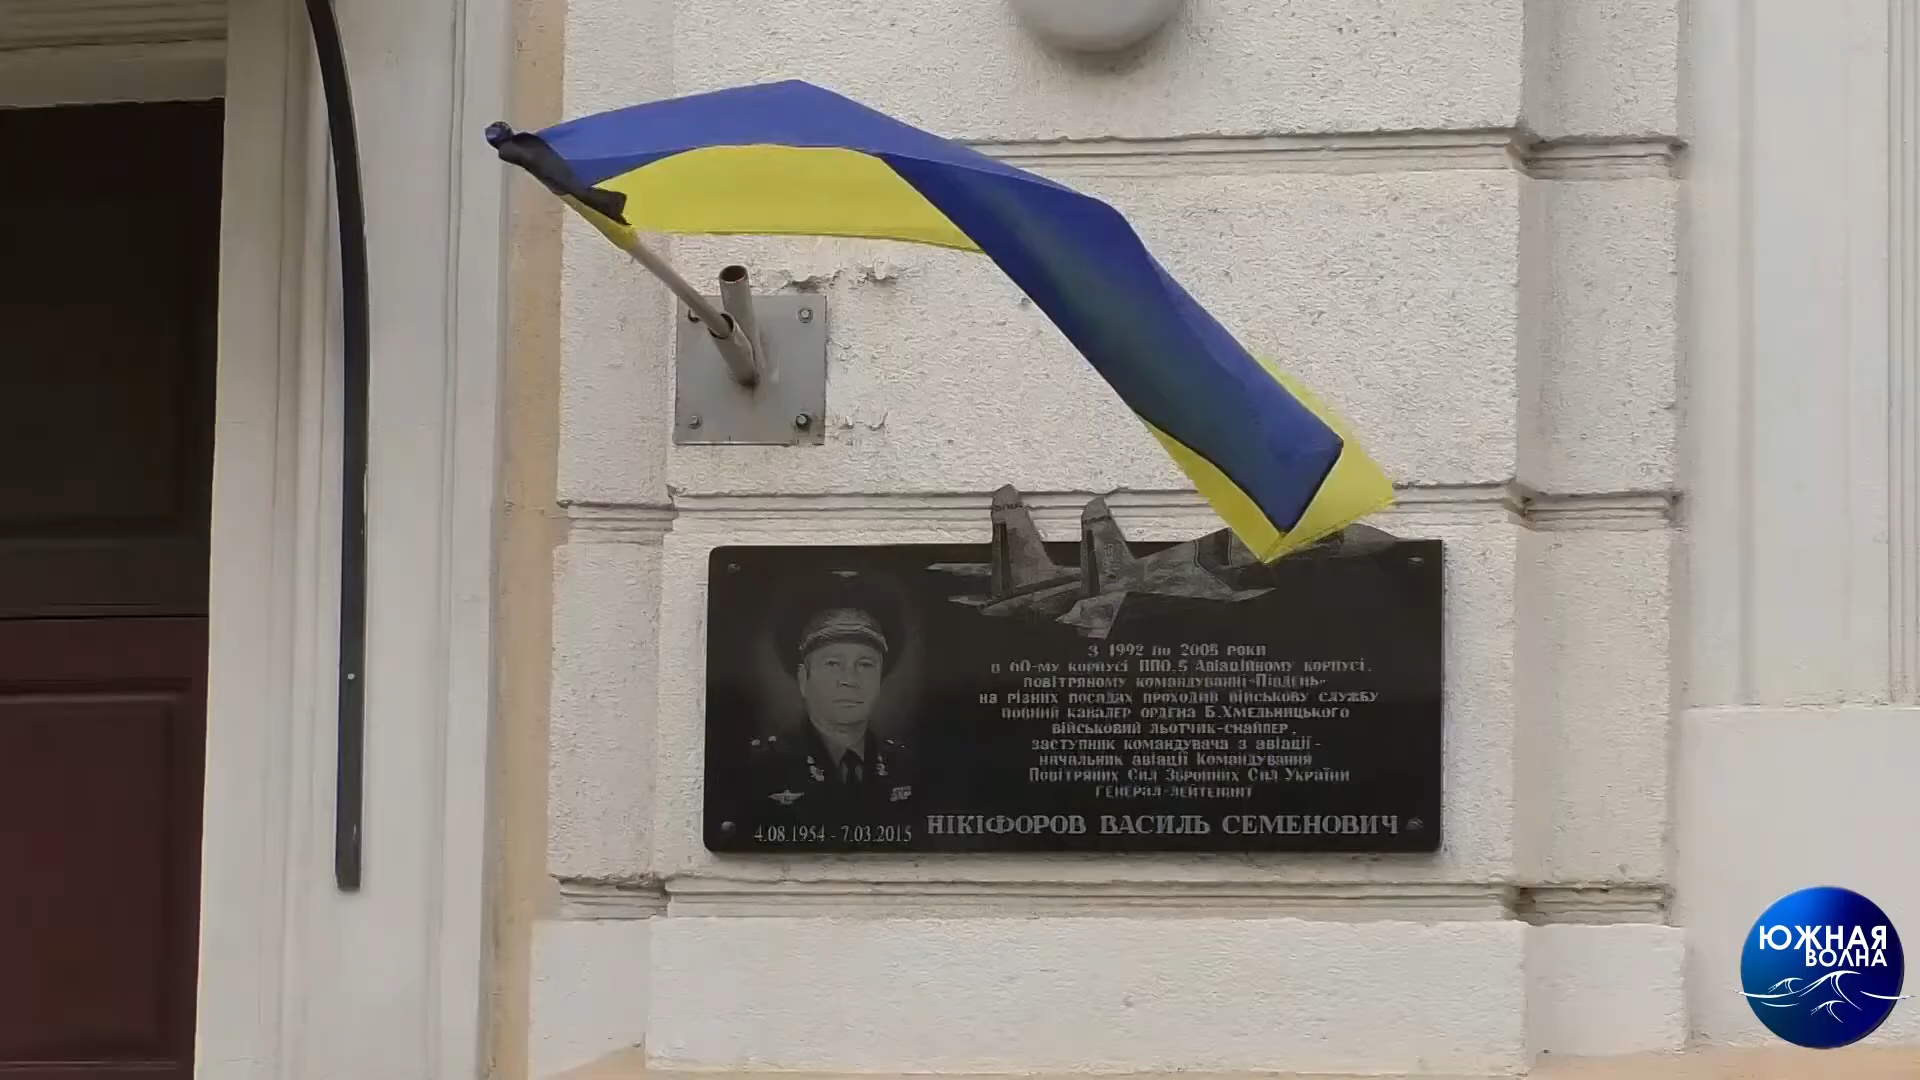 З 1992 по 2005 роки
в 60-му корпусі ППО,5 Авіаційному корпусі,
повітряному командуванні «Південь»
на різних посадах проходив військову службу
повний кавалер ордена Б.Хмельницького
військовий льотчик-снайпер,
заступник командувача з авіації -
начальник авіації Командування
Повітряних Сил Збройних Сил України
генерал-лейтенант
НІКІФОРОВ ВАСИЛЬ СЕМЕНОВИЧ
4.08.1954 - 7.03.2015
ЮЖНАЯ
ВОЛНА